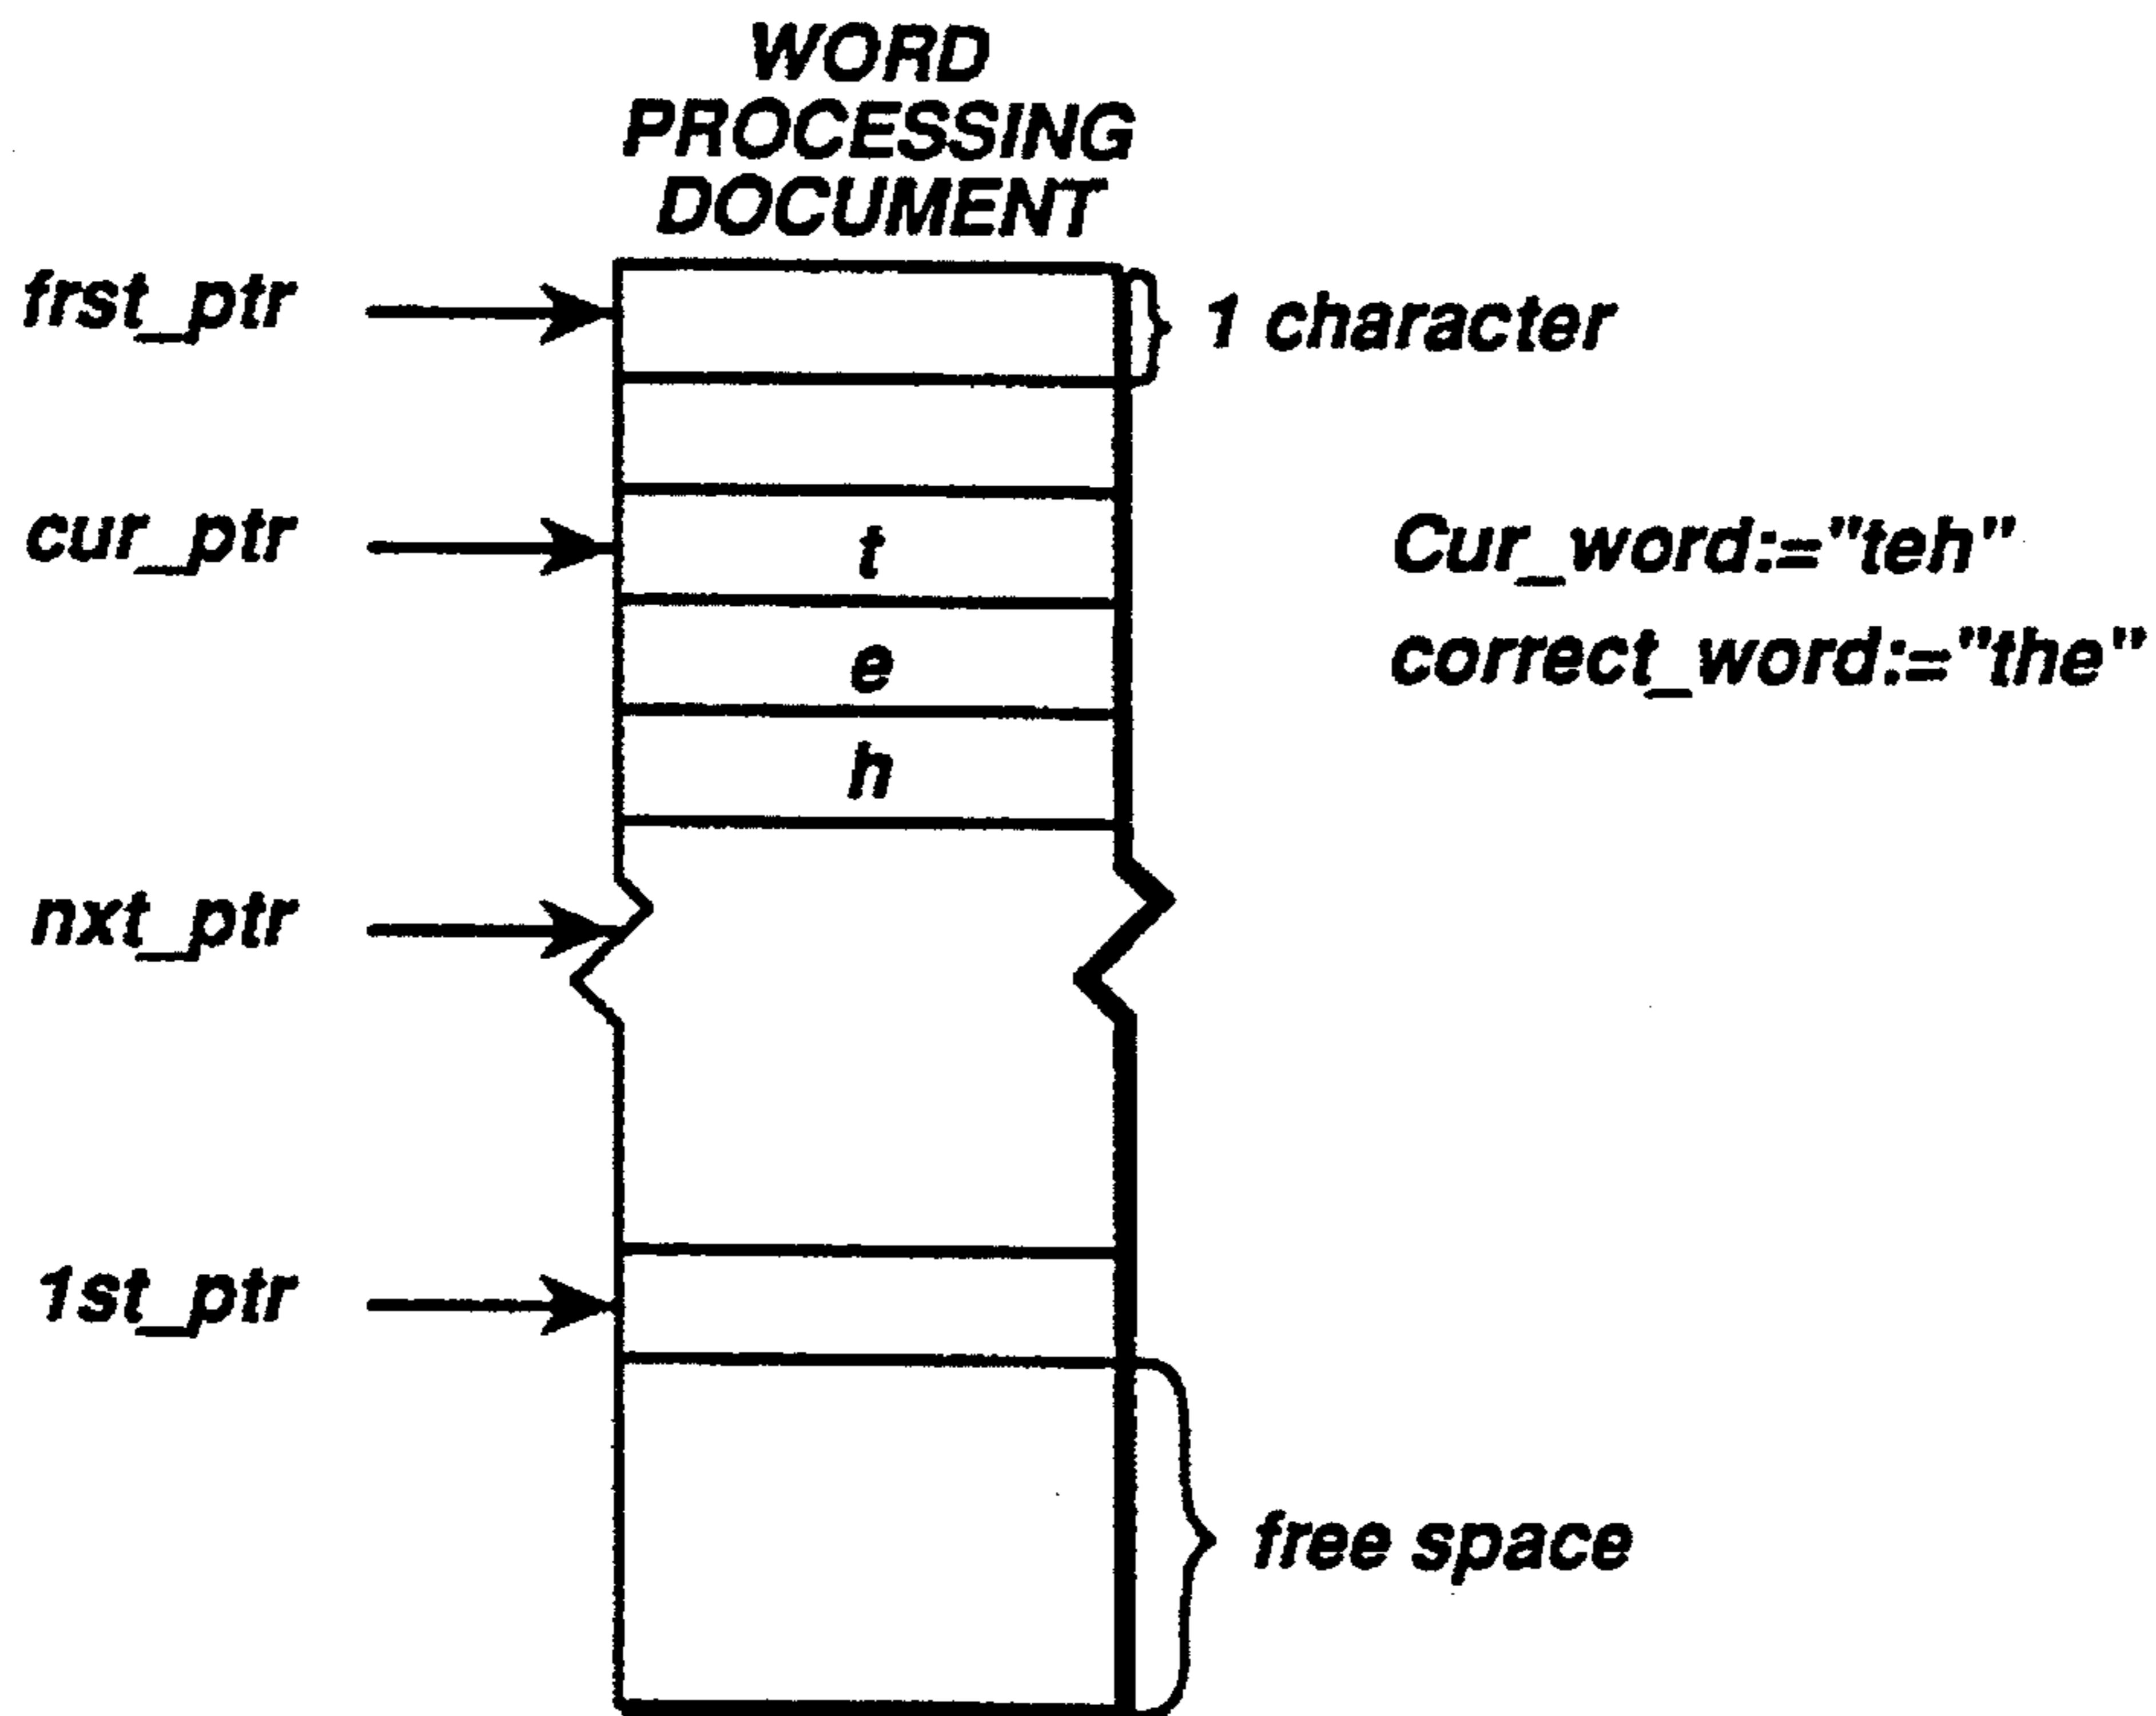 WORD
PROCESSING
DOCUMENT
frst_ptr
1 character
cur_ptr
t
Cur_word:="teh"
e
correct_word:="the"
h
nxt_ptr
1st_ptr
free space